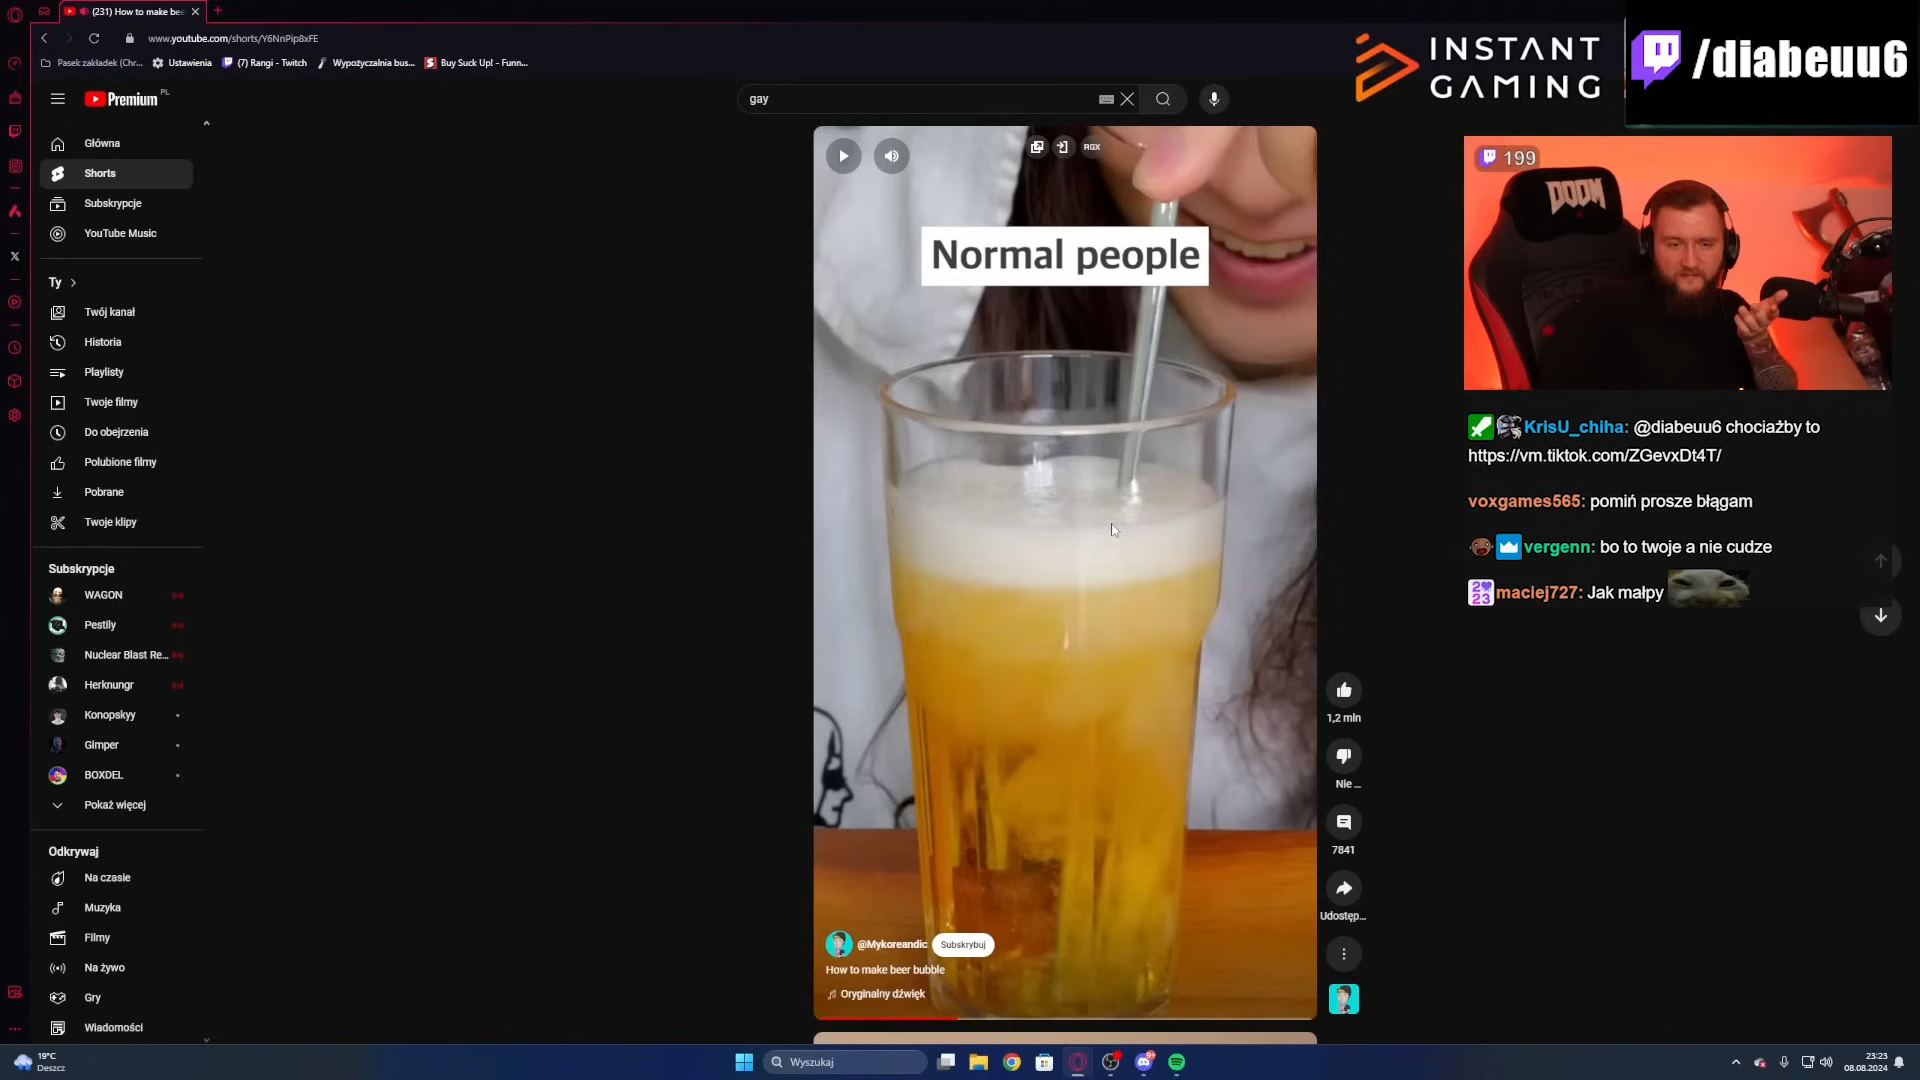 (231) How to make bee
www.youtube.com/shorts/Y6NnPip8xFE
Pasek zakładek (Chr...
Ustawienia
(7) Rangi - Twitch
Wypożyczalnia bus...
Buy Suck Up! - Funn...
INSTANT
GAMING
/diabeuu6
Premium PL
gay
Główna
Shorts
Subskrypcje
YouTube Music
Ty
Twój kanał
Historia
Playlisty
Twoje filmy
Do obejrzenia
Polubione filmy
Pobrane
Twoje klipy
Subskrypcje
WAGON
Pestily
Nuclear Blast Re...
Herknungr
Konopskyy
Gimper
BOXDEL
Pokaż więcej
Odkrywaj
Na czasie
Muzyka
Filmy
Na żywo
Gry
Wiadomości
RGX
Normal people
@Mykoreandic
Subskrybuj
How to make beer bubble
Oryginalny dźwięk
1,2 mln
Nie ...
7841
Udostęp...
199
DOOM
KrisU_chiha: @diabeuu6 chociażby to
https://vm.tiktok.com/ZGevxDt4T/
voxgames565: pomiń prosze błągam
vergenn: bo to twoje a nie cudze
2023
maciej727: Jak małpy
19°C
Deszcz
Wyszukaj
9+
23:23
08.08.2024